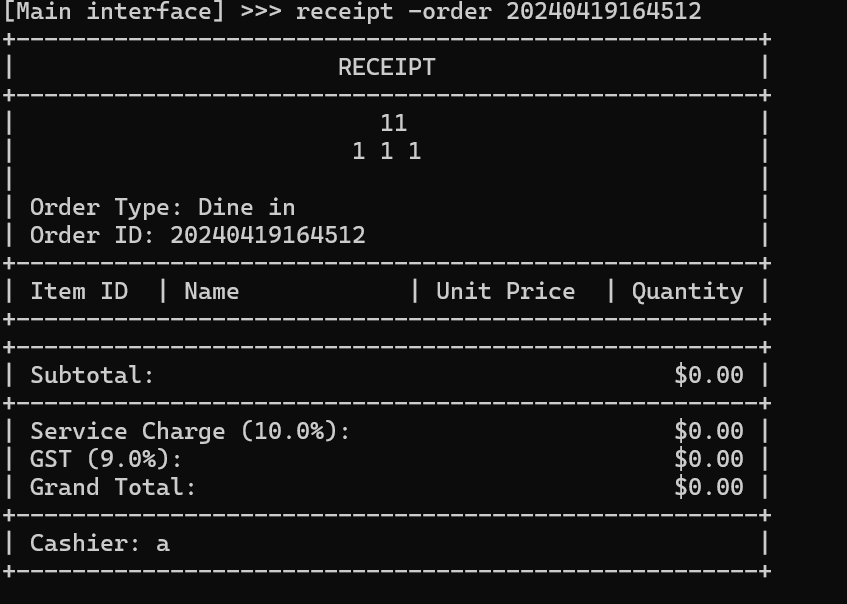 [Main interface] >>> receipt -order 20240419164512
+-----------------------------------------------------+
|                       RECEIPT                       |
+-----------------------------------------------------+
|                          11                         |
|                        1 1 1                        |
|                                                     |
| Order Type: Dine in                                 |
| Order ID: 20240419164512                            |
+-----------------------------------------------------+
| Item ID  | Name            | Unit Price  | Quantity |
+-----------------------------------------------------+
+-----------------------------------------------------+
| Subtotal:                                     $0.00 |
+-----------------------------------------------------+
| Service Charge (10.0%):                       $0.00 |
| GST (9.0%):                                   $0.00 |
| Grand Total:                                  $0.00 |
+-----------------------------------------------------+
| Cashier: a                                          |
+-----------------------------------------------------+